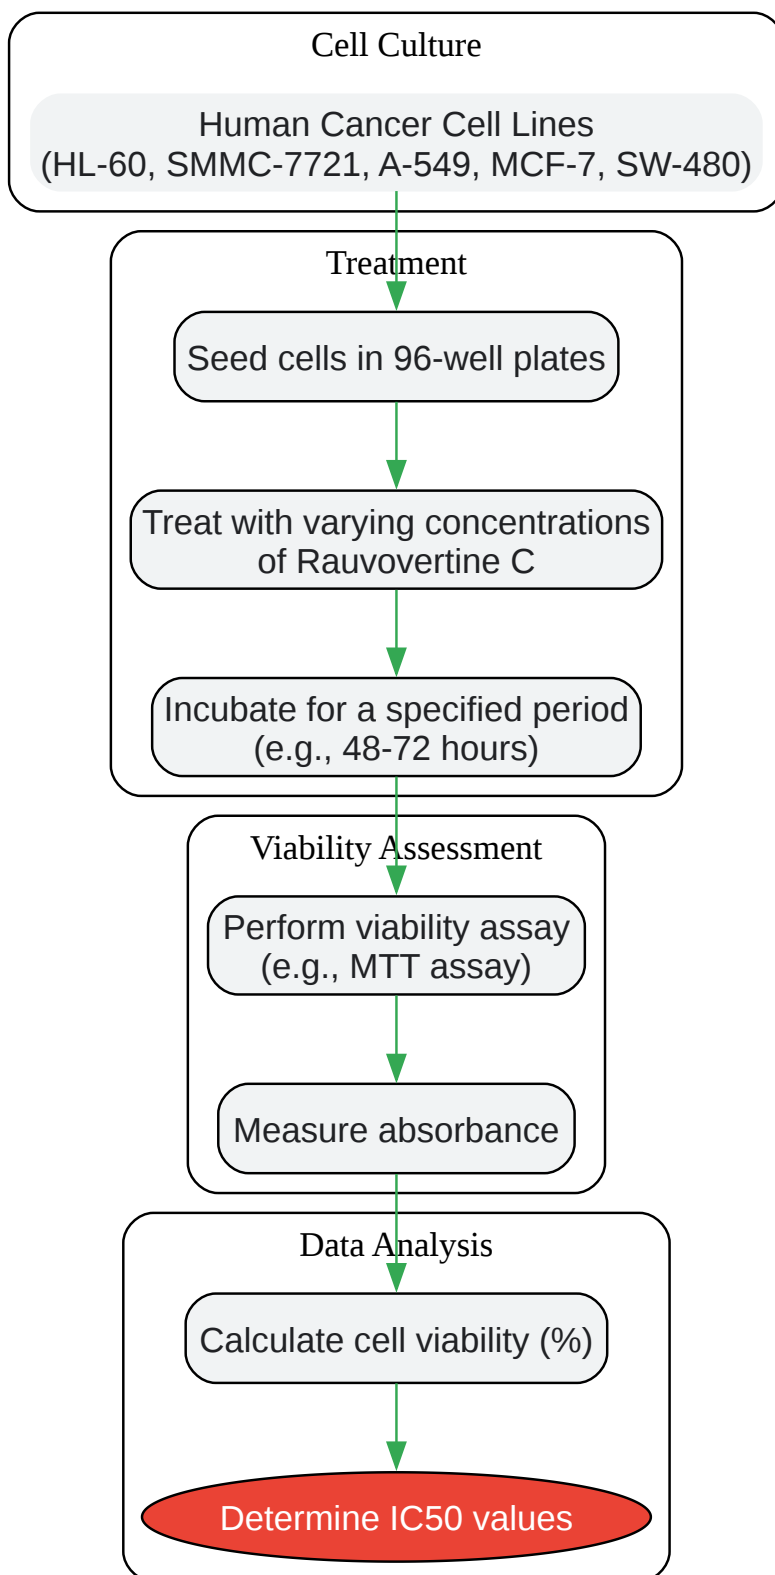 Cell Culture
Human Cancer Cell Lines
(HL-60, SMMC-7721, A-549, MCF-7, SW-480)
Treatment
Seed cells in 96-well plates
Treat with varying concentrations
of Rauvovertine C
Incubate for a specified period
(e.g., 48-72 hours)
Viability Assessment
Perform viability assay
(e.g., MTT assay)
Measure absorbance
Data Analysis
Calculate cell viability (%)
Determine IC50 values